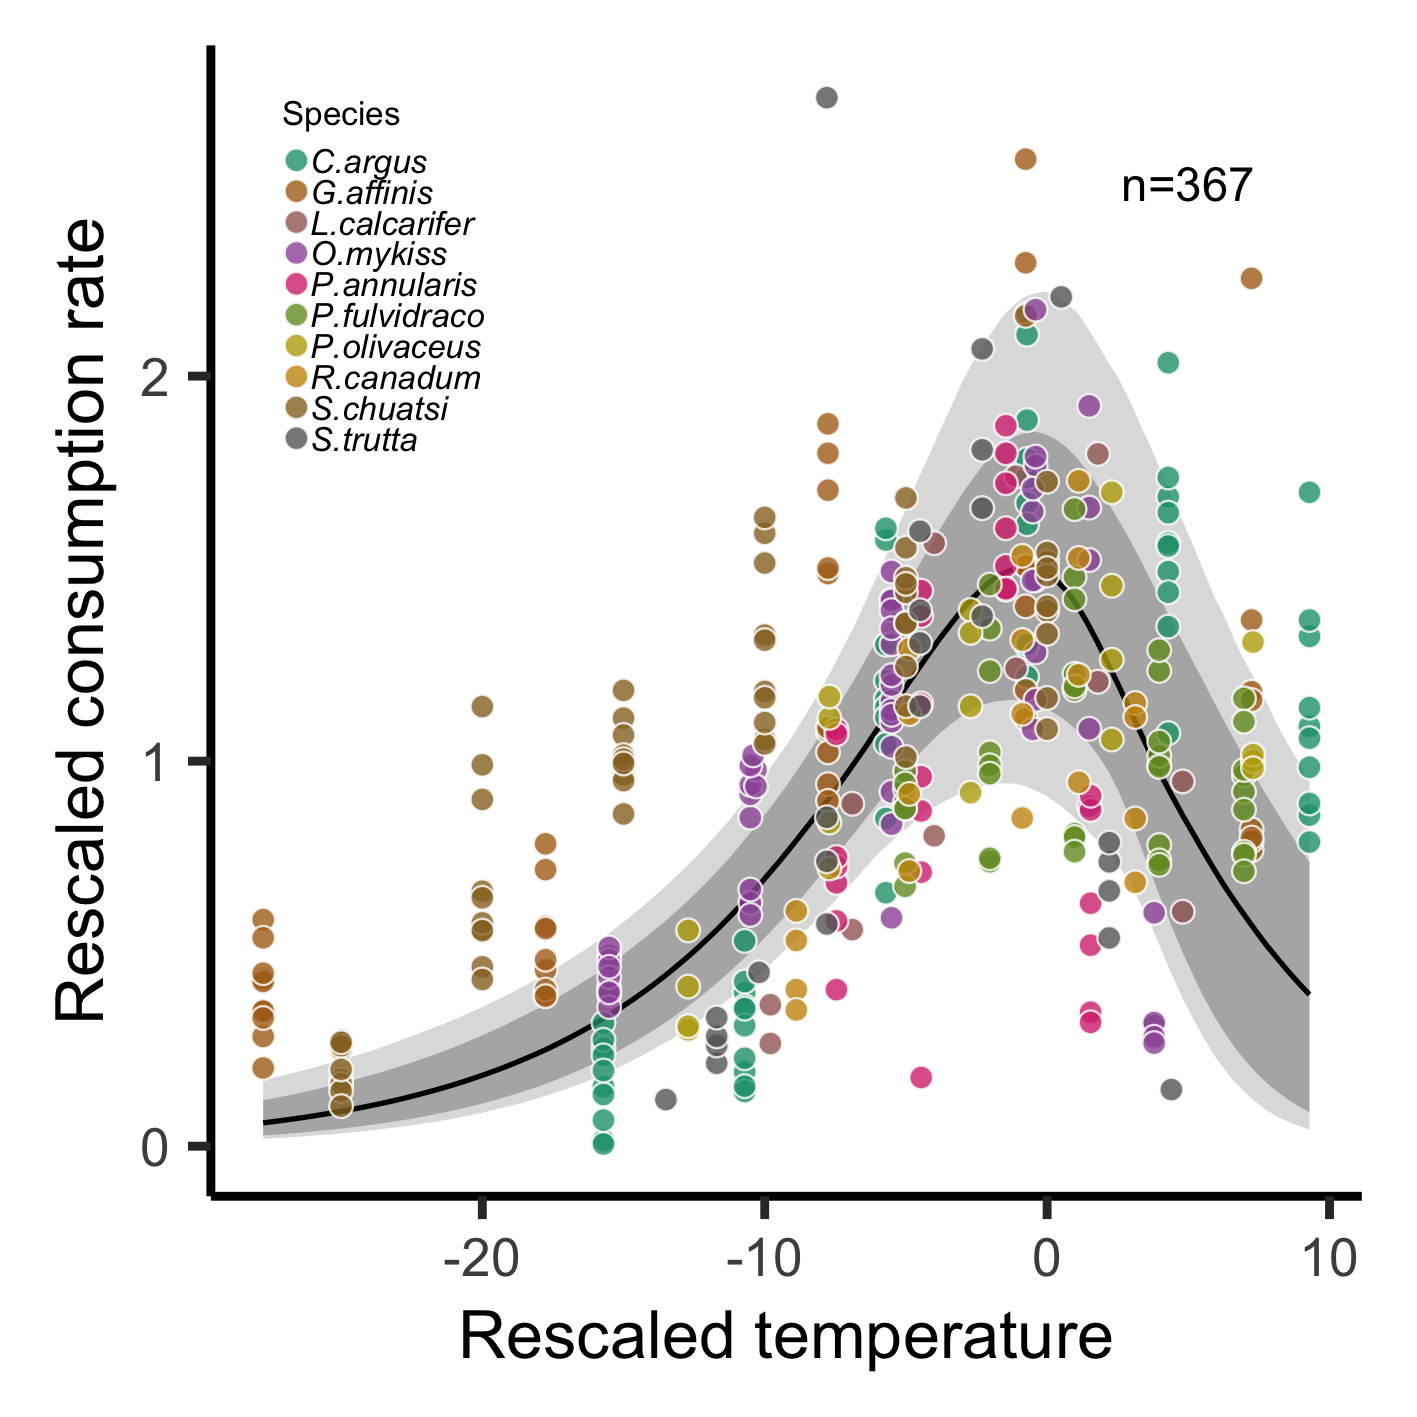 Species
C.argus
G.affinis
L.calcarifer
O.mykiss
P.annularis
P.fulvidraco
P.olivaceus
R.canadum
S.chuatsi
S.trutta
n=367
Rescaled consumption rate
2
1
0
-20
-10
0
10
Rescaled temperature